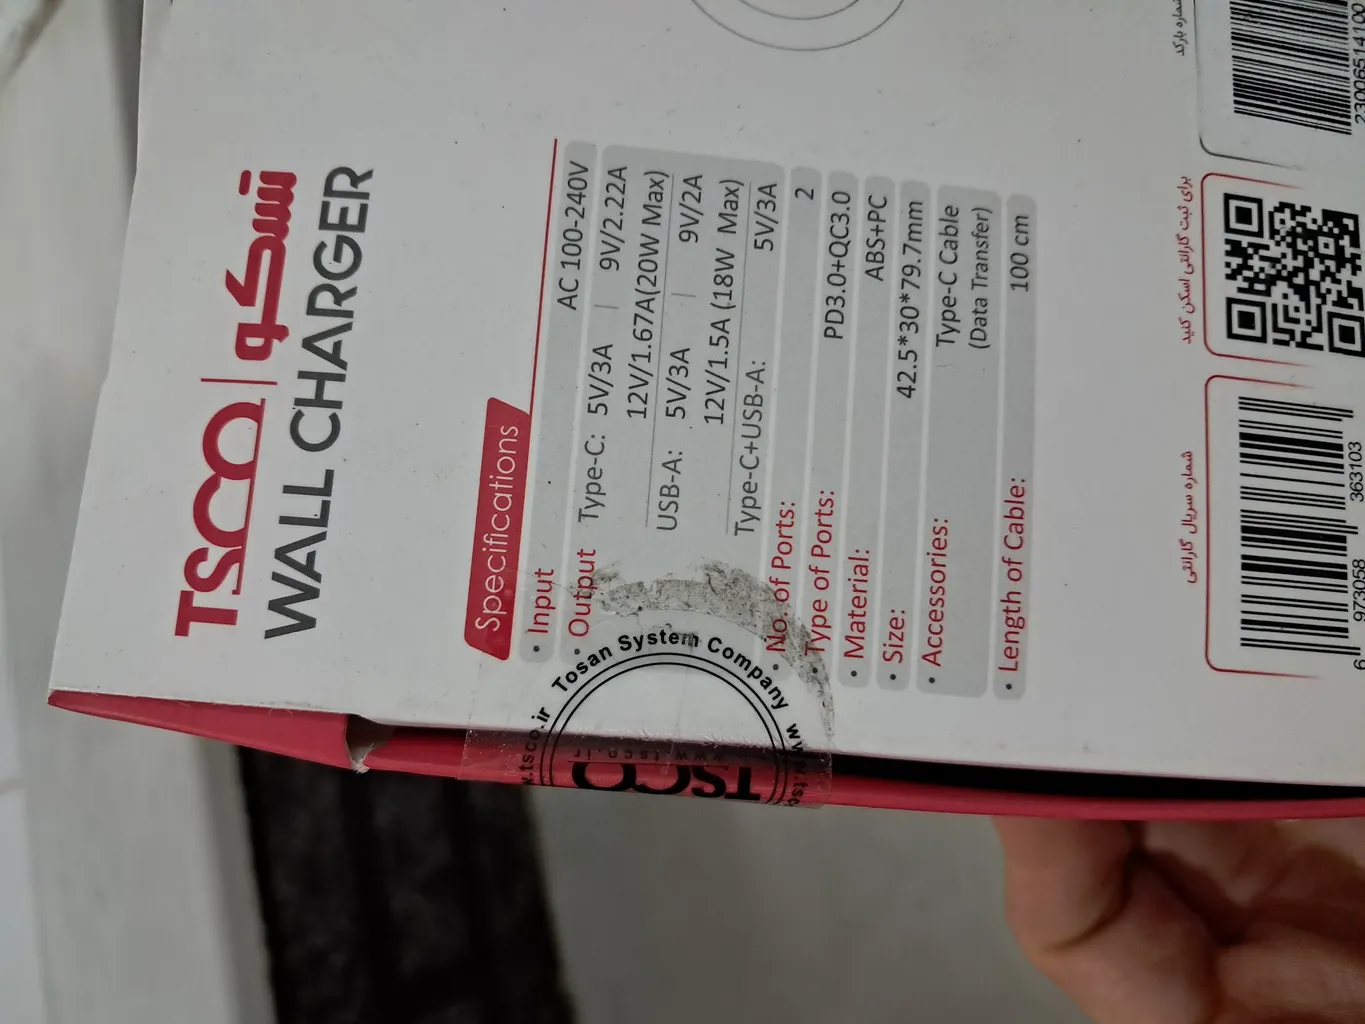 TSCO | تسکو
WALL CHARGER
Specifications
• Input AC 100-240V
• Output Type-C: 5V/3A | 9V/2.22A
12V/1.67A(20W Max)
USB-A: 5V/3A | 9V/2A
12V/1.5A (18W Max)
Type-C+USB-A: 5V/3A
• No. of Ports: 2
• Type of Ports: PD3.0+QC3.0
• Material: ABS+PC
• Size: 42.5*30*79.7mm
• Accessories: Type-C Cable
(Data Transfer)
• Length of Cable: 100 cm
Tosan System Company
www.tsco.ir
TSCO
شماره سریال گارانتی
6 973058 363103
برای ثبت گارانتی اسکن کنید
شماره بارکد
23006514100